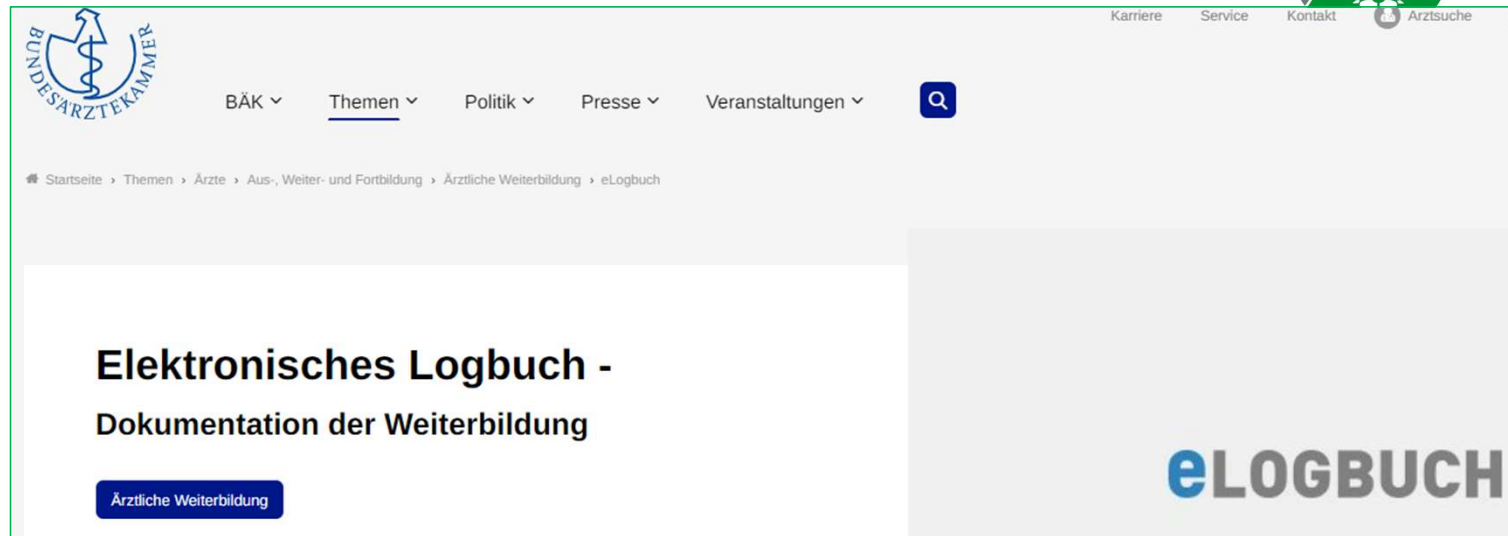 Karriere Service Kontakt Arztsuche
BUNDESÄRZTEKAMMER
BÄK Themen Politik Presse Veranstaltungen
Startseite › Themen › Ärzte › Aus-, Weiter- und Fortbildung › Ärztliche Weiterbildung › eLogbuch
Elektronisches Logbuch -
Dokumentation der Weiterbildung
eLOGBUCH
Ärztliche Weiterbildung